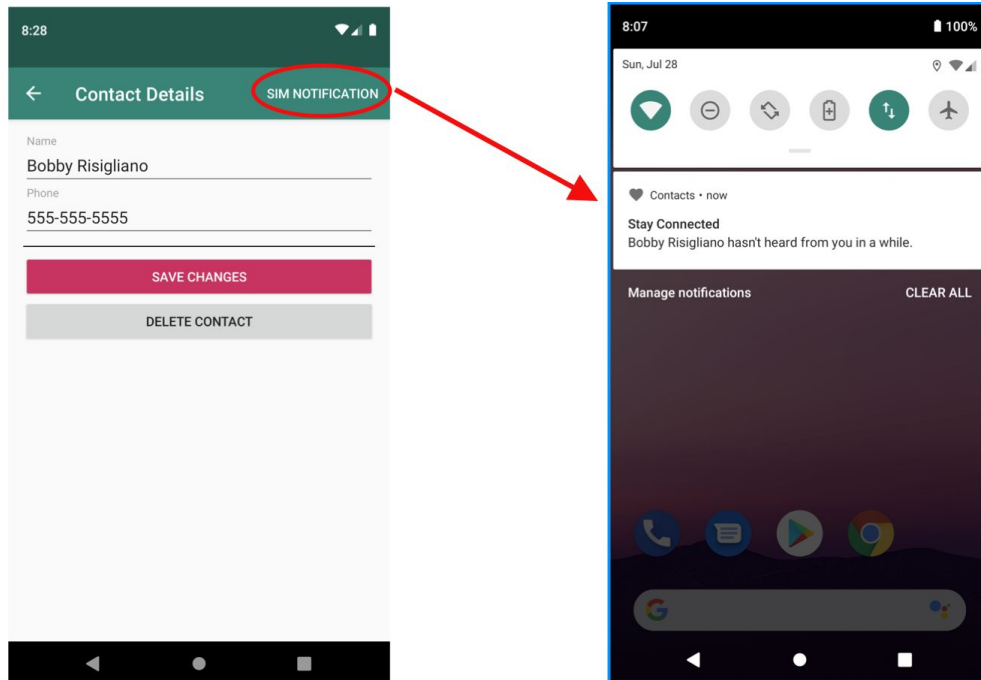 8:28
Contact Details
SIM NOTIFICATION
Name
Bobby Risigliano
Phone
555-555-5555
SAVE CHANGES
DELETE CONTACT
8:07
100%
Sun, Jul 28
Contacts • now
Stay Connected
Bobby Risigliano hasn't heard from you in a while.
Manage notifications
CLEAR ALL